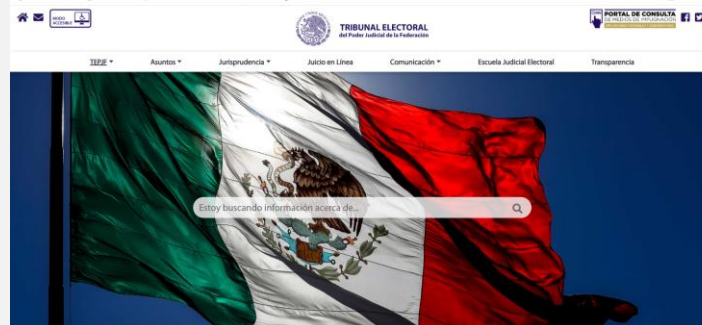 MODO
ACCESIBLE
TRIBUNAL ELECTORAL
del Poder Judicial de la Federación
PORTAL DE CONSULTA
DE MEDIOS DE IMPUGNACIÓN
TEPJF
Asuntos
Jurisprudencia
Juicio en Línea
Comunicación
Escuela Judicial Electoral
Transparencia
Estoy buscando información acerca de...